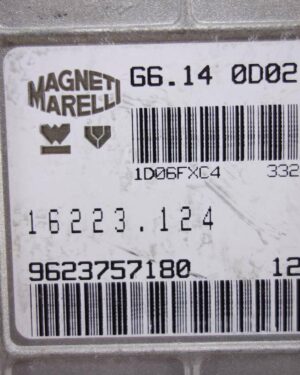 MAGNETI
MARELLI
G6.14 0D02
1D06FXC4 332
16223.124
9623757180 12